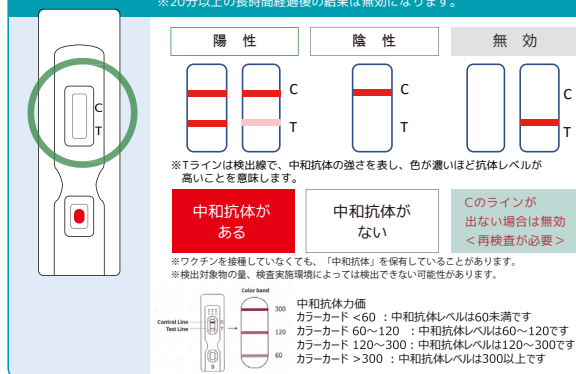 ※20分以上の長時間経過後の結果は無効になります。
陽 性
陰 性
無 効
C
T
C
T
C
T
C
T
※Tラインは検出線で、中和抗体の強さを表し、色が濃いほど抗体レベルが
高いことを意味します。
中和抗体が
ある
中和抗体が
ない
Cのラインが
出ない場合は無効
<再検査が必要>
※ワクチンを接種していなくても、「中和抗体」を保有していることがあります。
※検出対象物の量、検査実施環境によっては検出できない可能性があります。
Color band
Control Line
Test Line
300
120
60
S
中和抗体力価
カラーカード <60 ：中和抗体レベルは60未満です
カラーカード 60～120 ：中和抗体レベルは60～120です
カラーカード 120～300：中和抗体レベルは120～300です
カラーカード >300 ：中和抗体レベルは300以上です